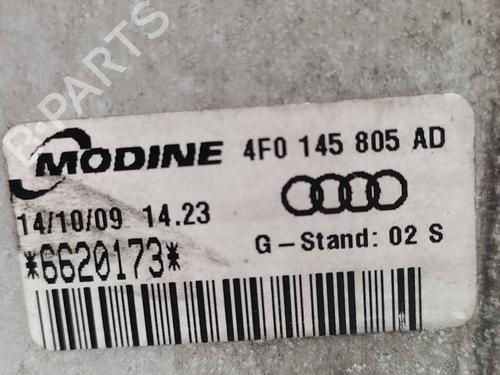 B-PARTS
MODINE 4F0 145 805 AD
14/10/09 14.23
G-Stand: 02 S
*6620173*